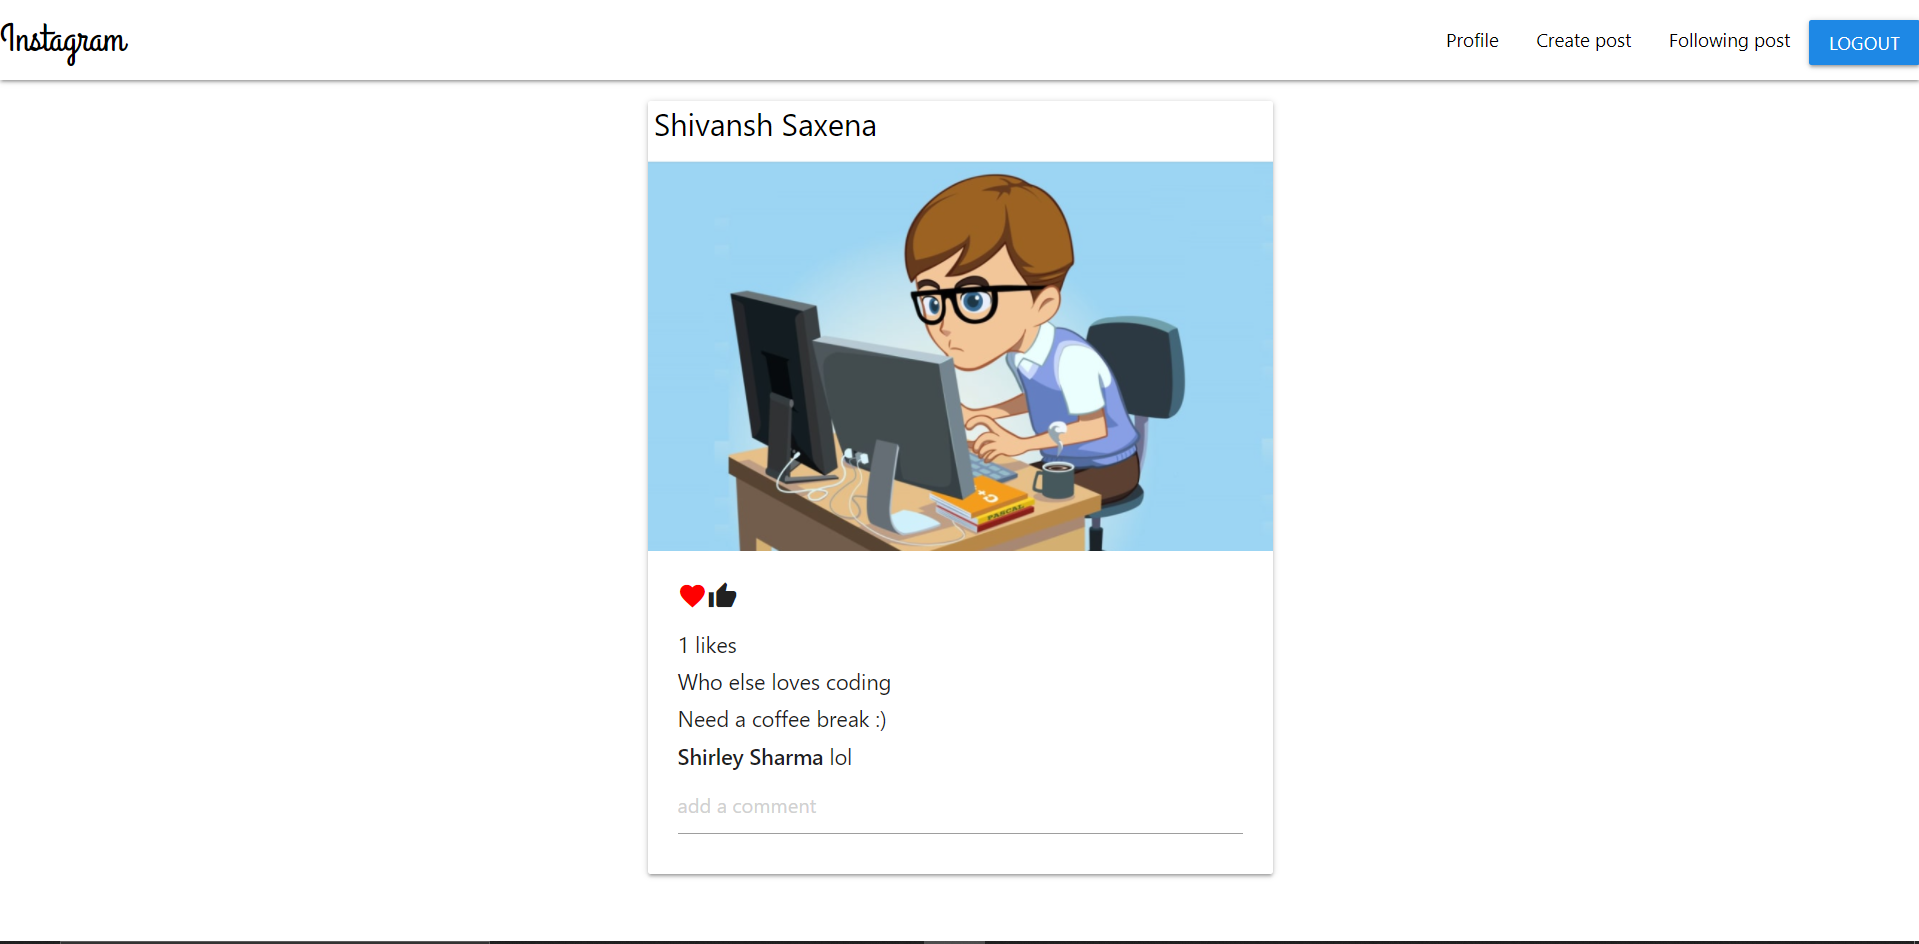 Instagram
Profile Create post Following post LOGOUT
Shivansh Saxena
C+
PARCAL
1 likes
Who else loves coding
Need a coffee break :)
Shirley Sharma lol
add a comment